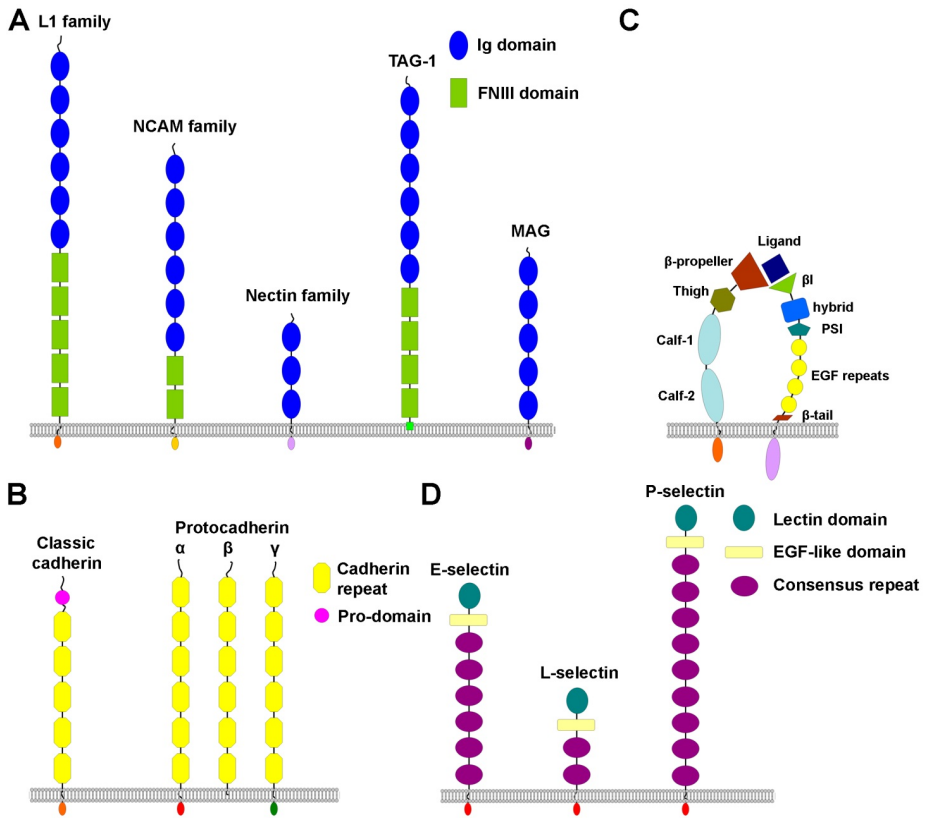 A
L1 family
NCAM family
Nectin family
TAG-1
MAG
Ig domain
FNIII domain
C
Ligand
β-propeller
βI
Thigh
hybrid
PSI
Calf-1
EGF repeats
Calf-2
β-tail
B
Classic
cadherin
Protocadherin
α β γ
Cadherin
repeat
Pro-domain
D
E-selectin
L-selectin
P-selectin
Lectin domain
EGF-like domain
Consensus repeat